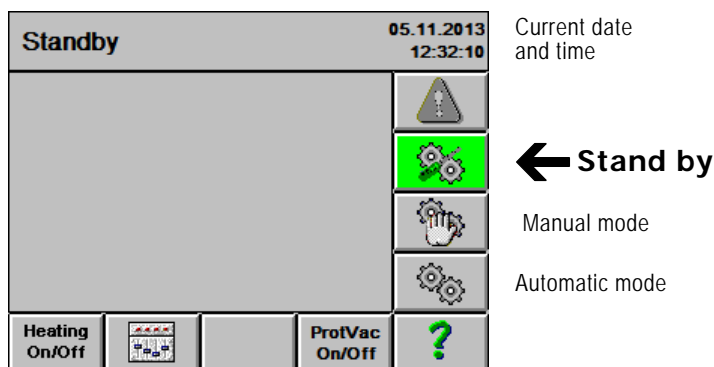 Standby
05.11.2013
12:32:10
Current date
and time
Stand by
Manual mode
Automatic mode
Heating
On/Off
ProtVac
On/Off
?